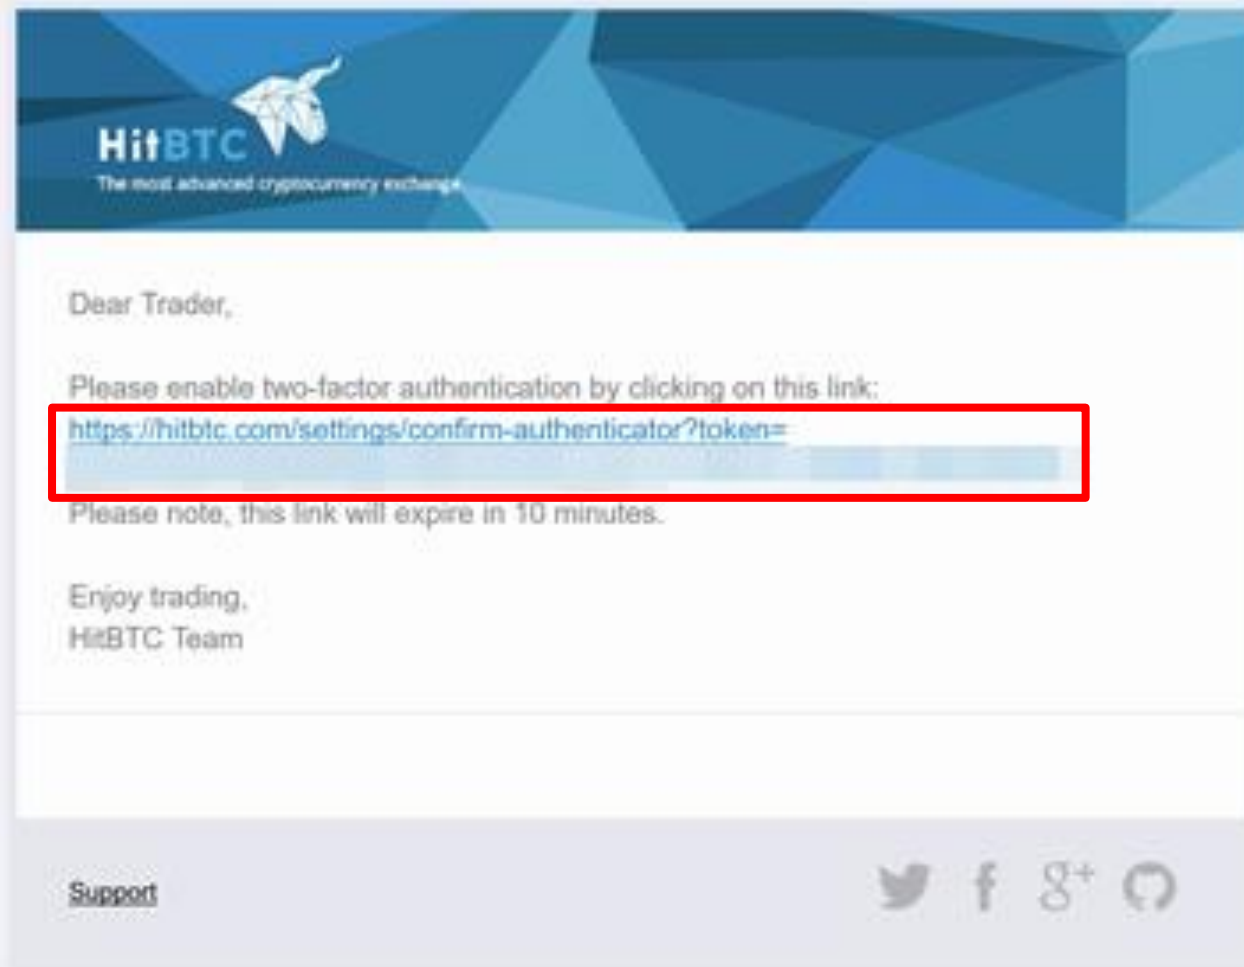 HitBTC
The most advanced cryptocurrency exchange
Dear Trader,
Please enable two-factor authentication by clicking on this link:
https://hitbtc.com/settings/confirm-authenticator?token=
Please note, this link will expire in 10 minutes.
Enjoy trading,
HitBTC Team
Support